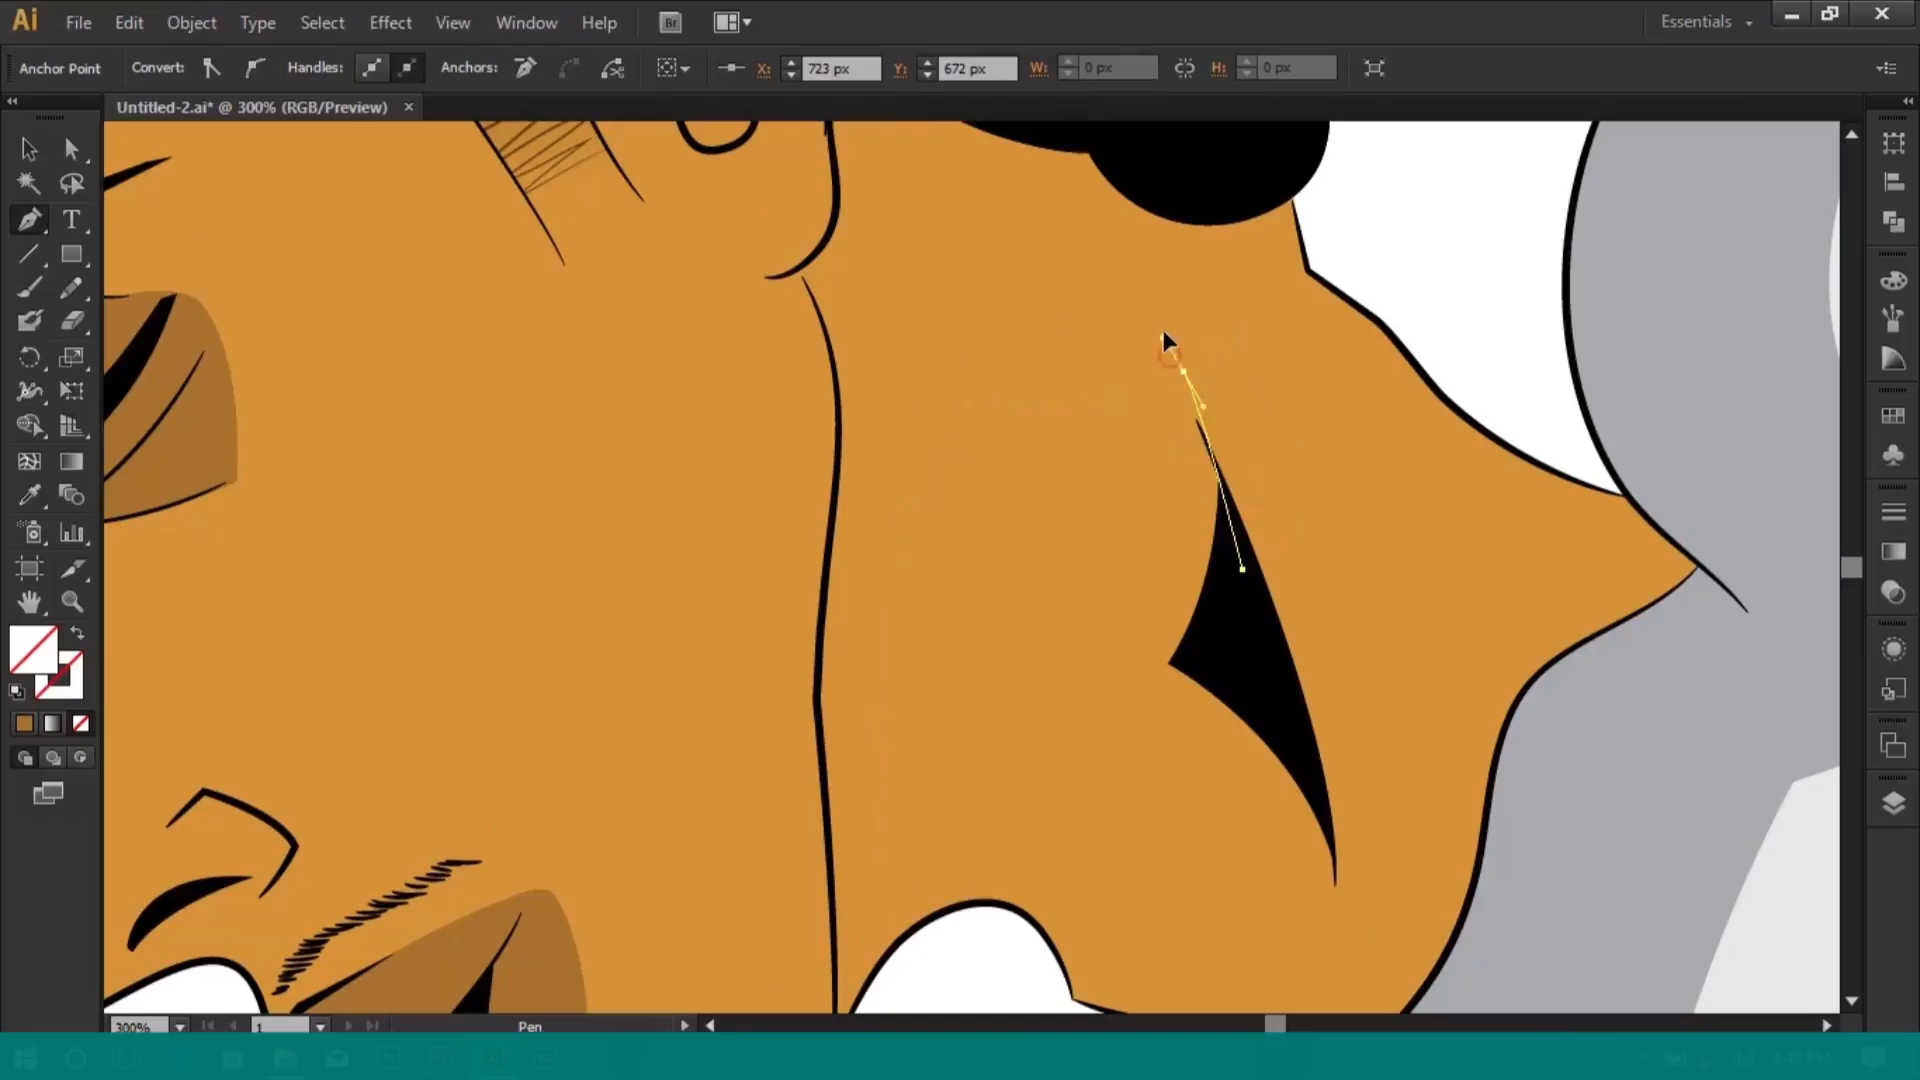 Ai File Edit Object Type Select Effect View Window Help Br Essentials
Anchor Point Convert: Handles: Anchors: X: 723 px Y: 672 px W: 0 px H: 0 px
Untitled-2.ai* @ 300% (RGB/Preview) ×
T
300% 1 Pen